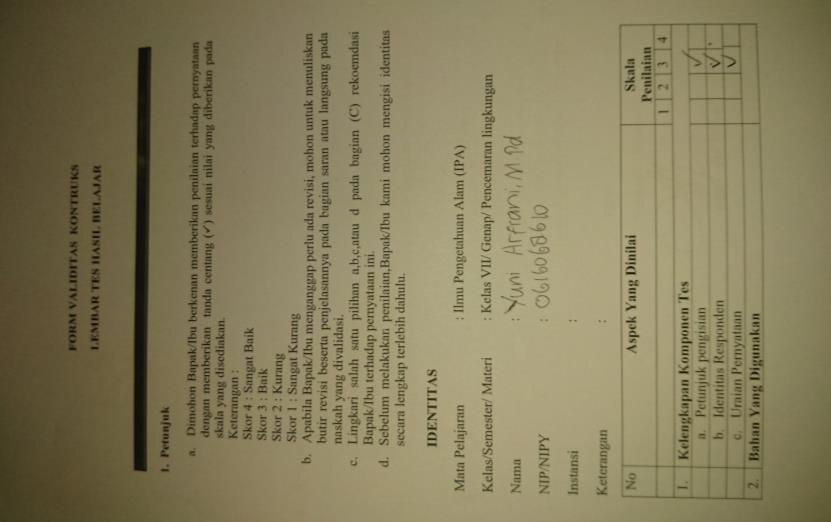 FORM VALIDITAS KONTRUKS
LEMBAR TES HASIL BELAJAR
1. Petunjuk
a. Dimohon Bapak/Ibu berkenan memberikan penilaian terhadap pernyataan
dengan memberikan tanda centang (✓) sesuai nilai yang diberikan pada
skala yang disediakan.
Keterangan :
Skor 4 : Sangat Baik
Skor 3 : Baik
Skor 2 : Kurang
Skor 1 : Sangat Kurang
b. Apabila Bapak/Ibu menganggap perlu ada revisi, mohon untuk menuliskan
butir revisi beserta penjelasannya pada bagian saran atau langsung pada
naskah yang divalidasi.
c. Lingkari salah satu pilihan a,b,c,atau d pada bagian (C) rekoemdasi
Bapak/Ibu terhadap pernyataan ini.
d. Sebelum melakukan penilaian,Bapak/Ibu kami mohon mengisi identitas
secara lengkap terlebih dahulu.
IDENTITAS
Mata Pelajaran : Ilmu Pengetahuan Alam (IPA)
Kelas/Semester/ Materi : Kelas VII/ Genap/ Pencemaran lingkungan
Nama : Yuni Arfiani, M Pd
NIP/NIPY : 0616068610
Instansi :
Keterangan :
No Aspek Yang Dinilai Skala
Penilaian
1 2 3 4
1. Kelengkapan Komponen Tes
a. Petunjuk pengisian ✓
b. Identitas Responden ✓
c. Uraian Pernyataan ✓
2. Bahan Yang Digunakan